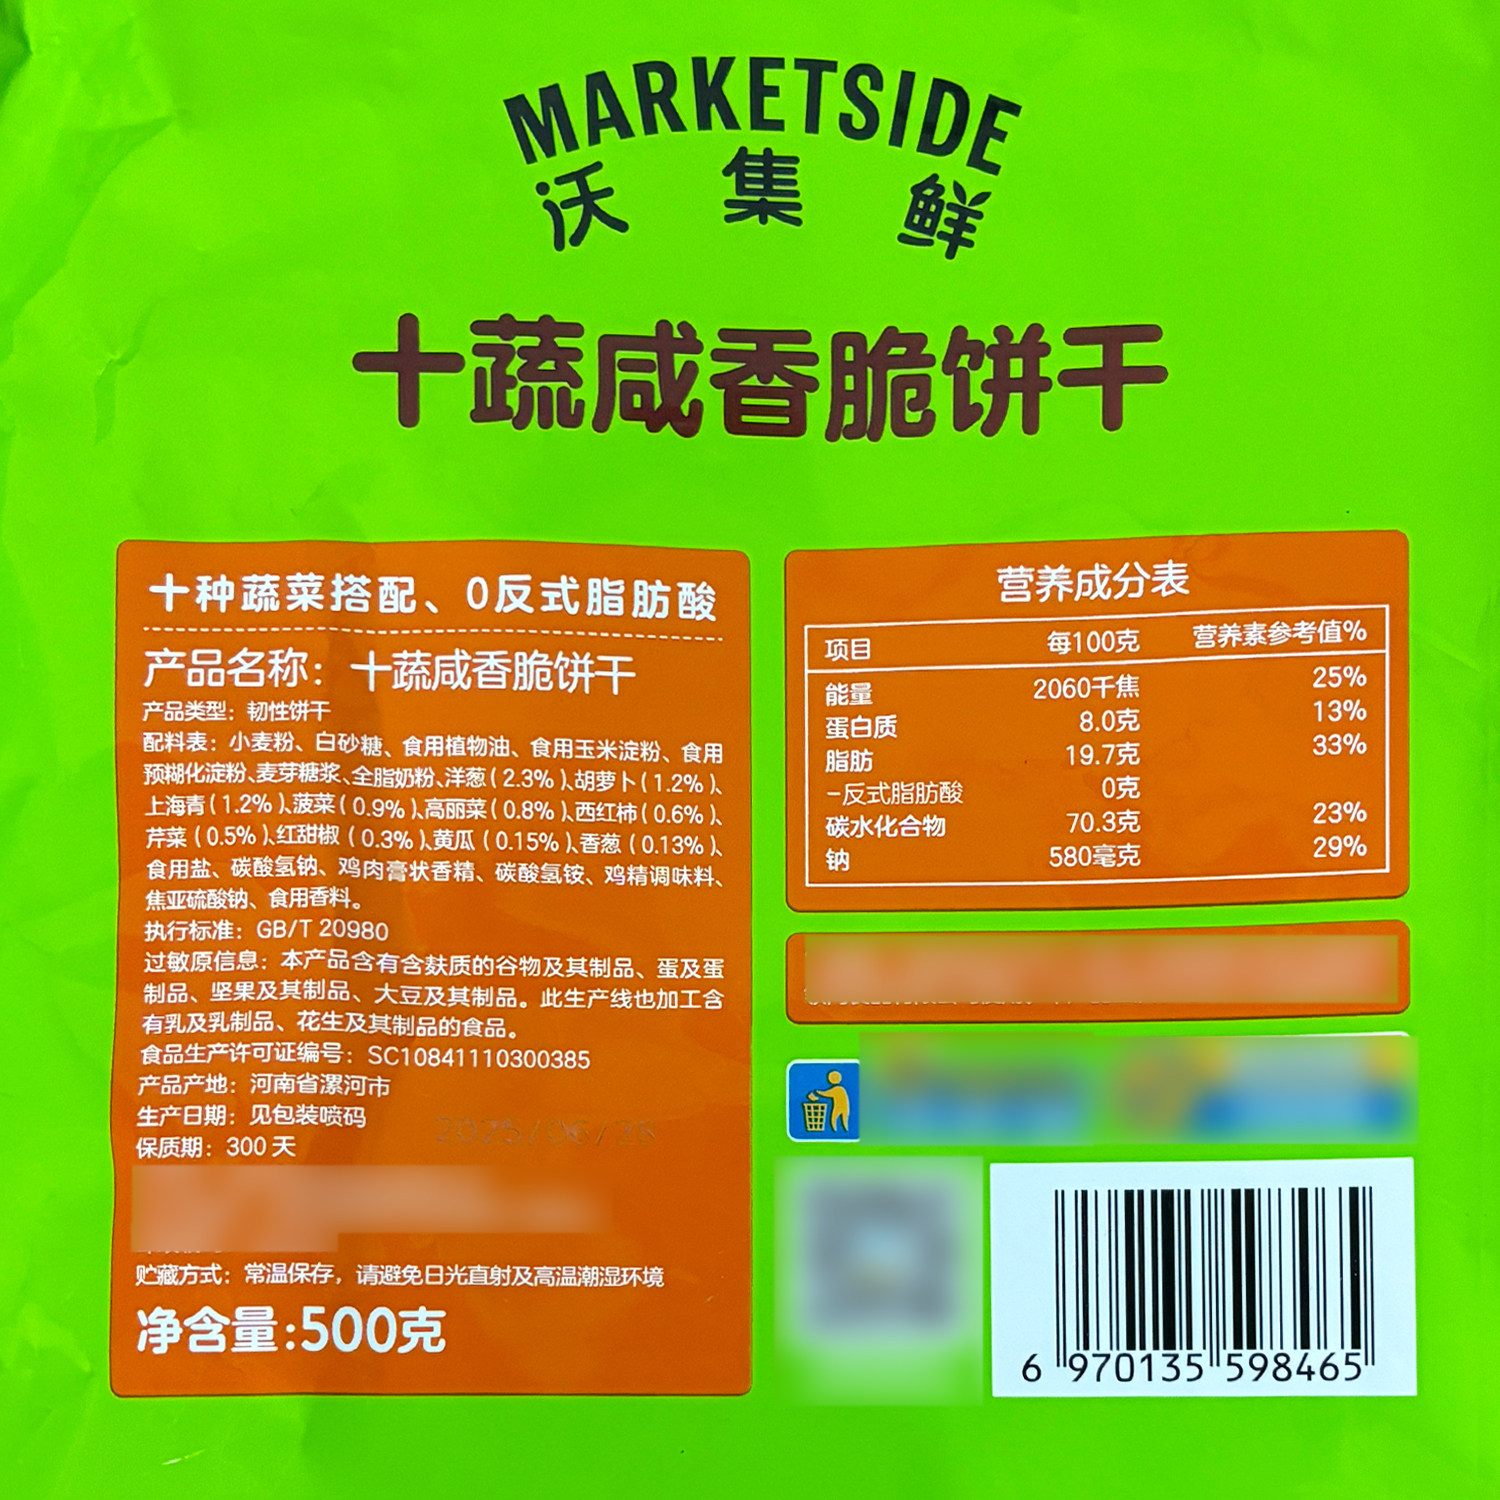 MARKETSIDE
沃集鲜
十蔬咸香脆饼干
十种蔬菜搭配、0反式脂肪酸
产品名称：十蔬咸香脆饼干
产品类型：韧性饼干
配料表：小麦粉、白砂糖、食用植物油、食用玉米淀粉、食用
预糊化淀粉、麦芽糖浆、全脂奶粉、洋葱(2.3%)、胡萝卜(1.2%)、
上海青(1.2%)、菠菜(0.9%)、高丽菜(0.8%)、西红柿(0.6%)、
芹菜(0.5%)、红甜椒(0.3%)、黄瓜(0.15%)、香葱(0.13%)、
食用盐、碳酸氢钠、鸡肉膏状香精、碳酸氢铵、鸡精调味料、
焦亚硫酸钠、食用香料。
执行标准：GB/T 20980
过敏原信息：本产品含有含麸质的谷物及其制品、蛋及蛋
制品、坚果及其制品、大豆及其制品。此生产线也加工含
有乳及乳制品、花生及其制品的食品。
食品生产许可证编号：SC10841110300385
产品产地：河南省漯河市
生产日期：见包装喷码
2025/06/28
保质期：300天
贮藏方式：常温保存，请避免日光直射及高温潮湿环境
净含量:500克
营养成分表
项目 每100克 营养素参考值%
能量 2060千焦 25%
蛋白质 8.0克 13%
脂肪 19.7克 33%
-反式脂肪酸 0克
碳水化合物 70.3克 23%
钠 580毫克 29%
6 970135 598465